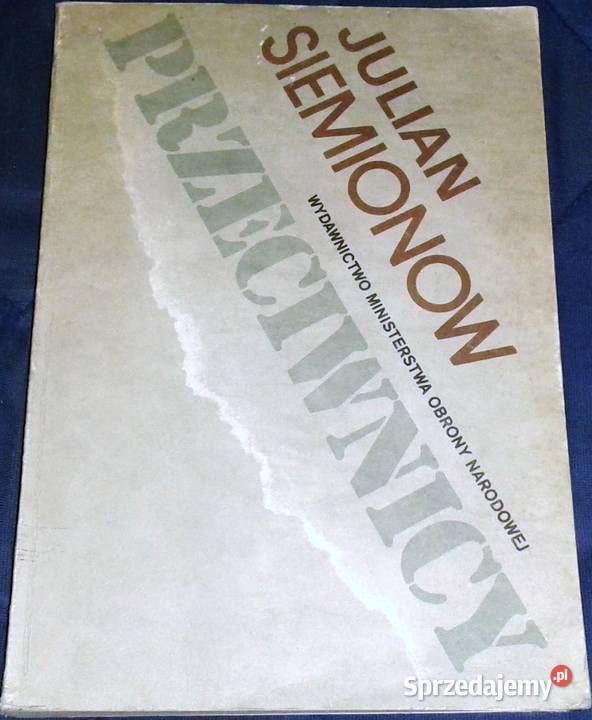 JULIAN
SIEMIONOW
WYDAWNICTWO MINISTERSTWA OBRONY NARODOWEJ
PRZECIWNICY
Sprzedajemy.pl